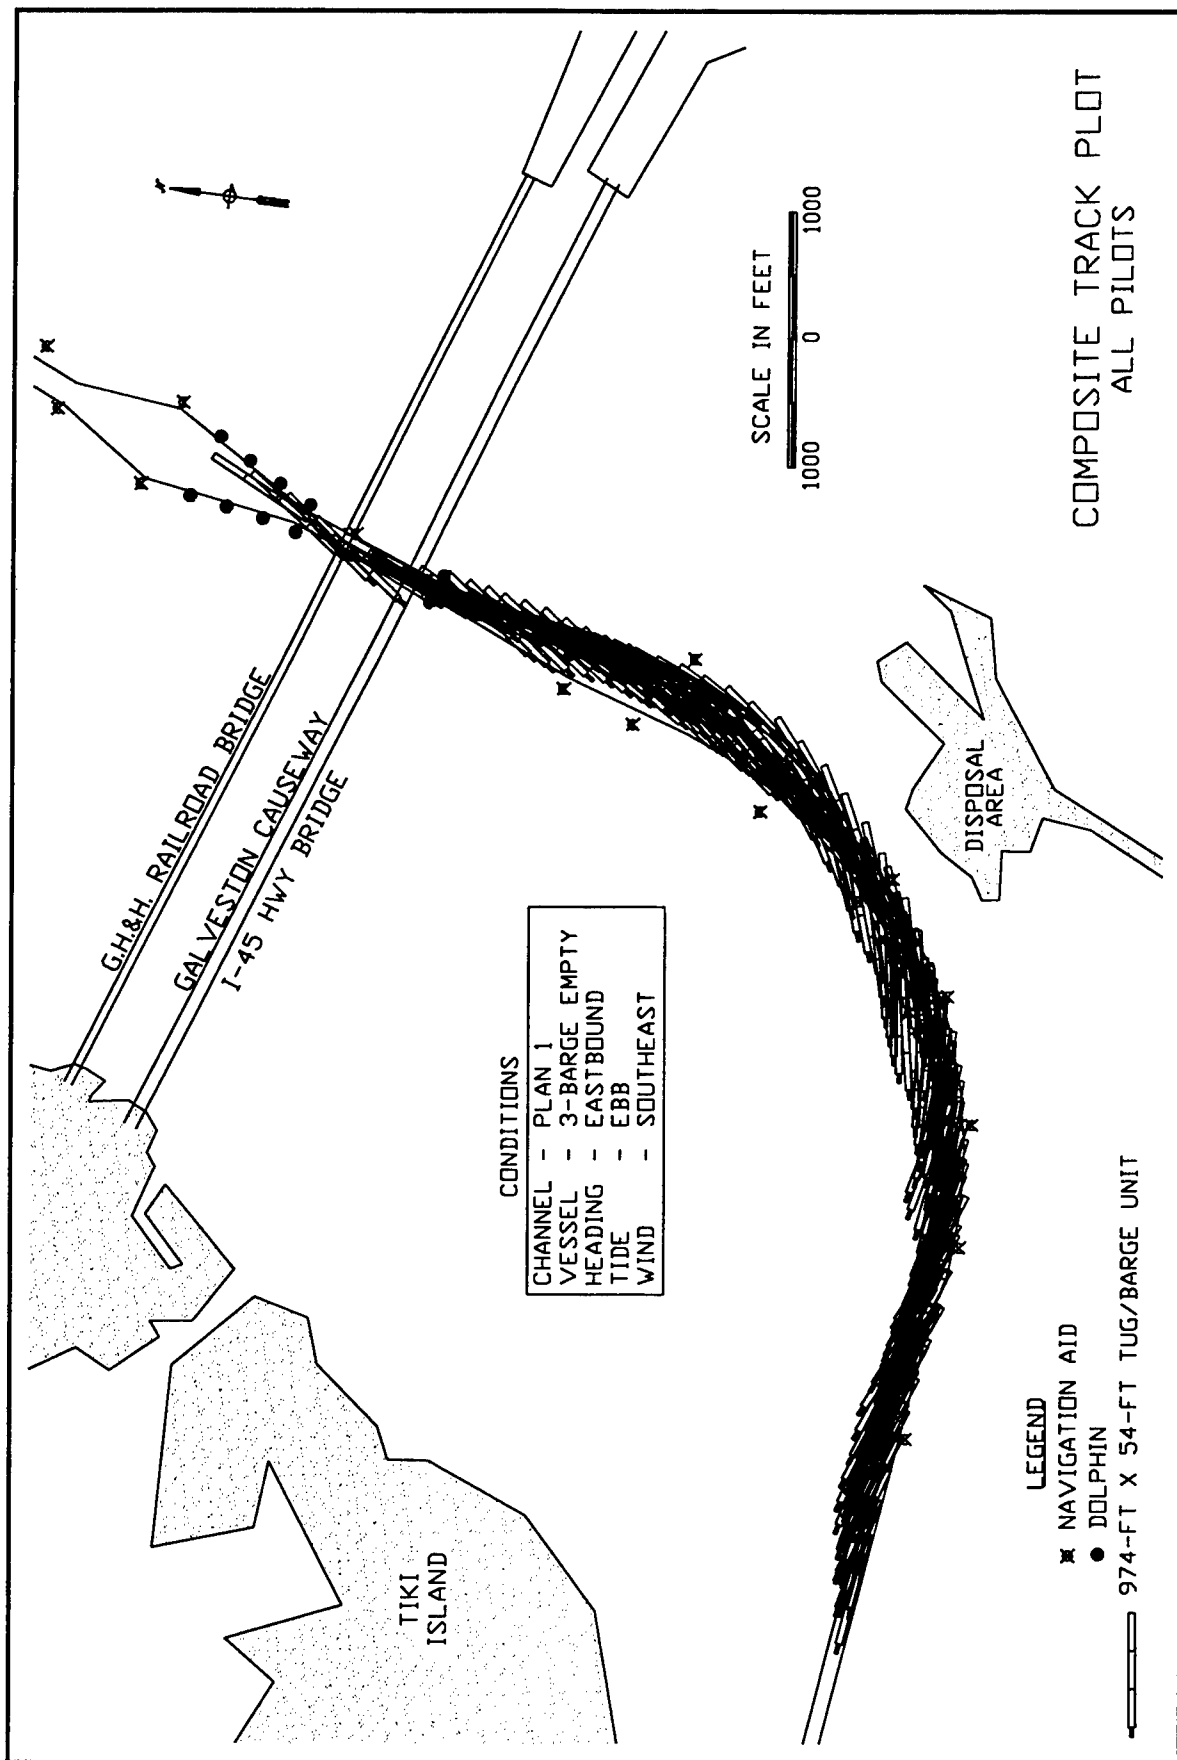 G.H.&H. RAILROAD BRIDGE
GALVESTON CAUSEWAY
I-45 HWY BRIDGE
TIKI
ISLAND
CONDITIONS
CHANNEL - PLAN 1
VESSEL - 3-BARGE EMPTY
HEADING - EASTBOUND
TIDE - EBB
WIND - SOUTHEAST
SCALE IN FEET
1000 0 1000
DISPOSAL
AREA
LEGEND
NAVIGATION AID
DOLPHIN
974-FT X 54-FT TUG/BARGE UNIT
COMPOSITE TRACK PLOT
ALL PILOTS